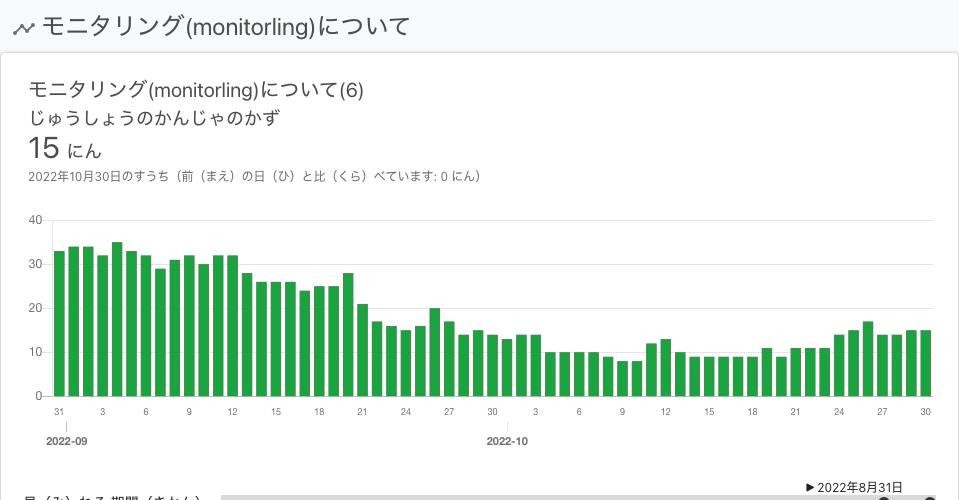 モニタリング(monitorling)について
モニタリング(monitorling)について(6)
じゅうしょうのかんじゃのかず
15 にん
2022年10月30日のすうち（前（まえ）の日（ひ）と比（くら）べています: 0 にん）
40
30
20
10
0
31 3 6 9 12 15 18 21 24 27 30 3 6 9 12 15 18 21 24 27 30
2022-09 2022-10
▶ 2022年8月31日